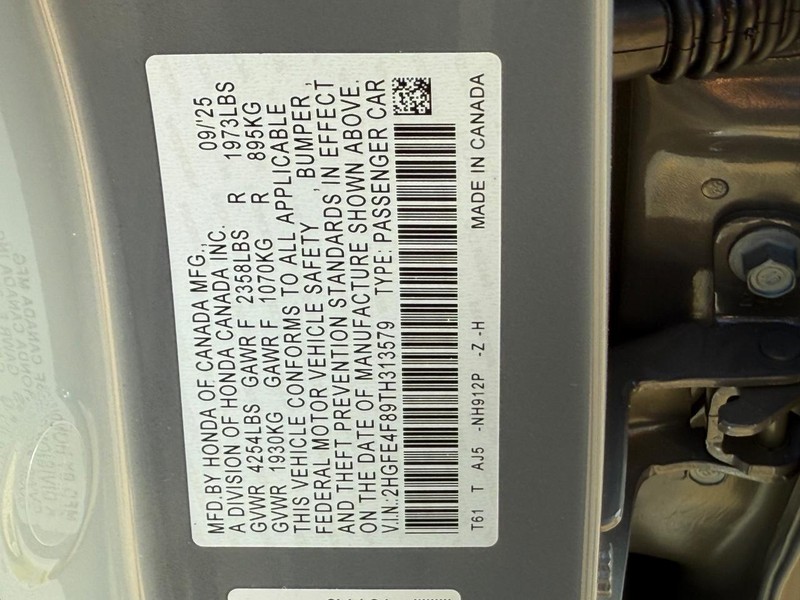 MFD.BY HONDA OF CANADA MFG., 09/'25
A DIVISION OF HONDA CANADA INC.
GVWR 4254LBS GAWR F 2358LBS R 1973LBS
GVWR 1930KG GAWR F 1070KG R 895KG
THIS VEHICLE CONFORMS TO ALL APPLICABLE
FEDERAL MOTOR VEHICLE SAFETY , BUMPER ,
AND THEFT PREVENTION STANDARDS IN EFFECT
ON THE DATE OF MANUFACTURE SHOWN ABOVE.
V.I.N.:2HGFE4F89TH313579 TYPE: PASSENGER CAR
T61 T AJ5 -NH912P -Z -H MADE IN CANADA